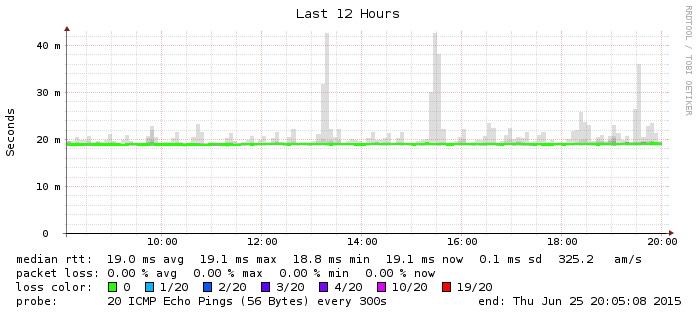 Last 12 Hours
RRDTOOL / TOBI OETIKER
Seconds
40 m
30 m
20 m
10 m
0
10:00 12:00 14:00 16:00 18:00 20:00
median rtt: 19.0 ms avg 19.1 ms max 18.8 ms min 19.1 ms now 0.1 ms sd 325.2 am/s
packet loss: 0.00 % avg 0.00 % max 0.00 % min 0.00 % now
loss color: 0 1/20 2/20 3/20 4/20 10/20 19/20
probe: 20 ICMP Echo Pings (56 Bytes) every 300s end: Thu Jun 25 20:05:08 2015